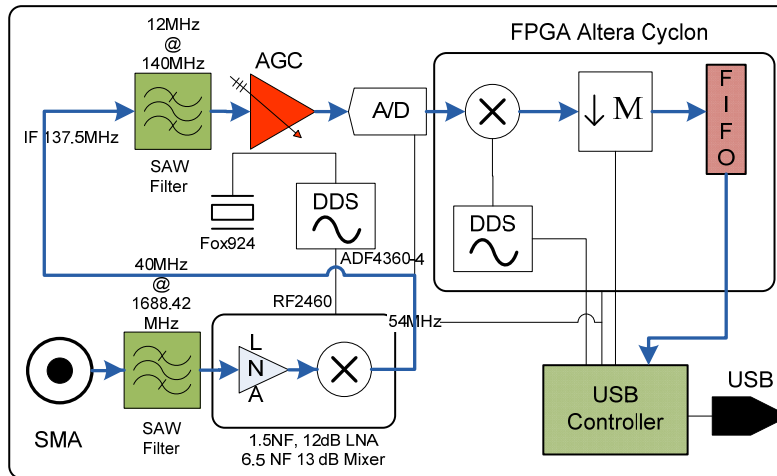 12MHz
@
140MHz
AGC
FPGA Altera Cyclon
A/D
↓ M
F
I
F
O
IF 137.5MHz
SAW
Filter
DDS
Fox924
DDS
ADF4360-4
40MHz
@
1688.42
MHz
RF2460
54MHz
L
N
A
SMA
SAW
Filter
1.5NF, 12dB LNA
6.5 NF 13 dB Mixer
USB
Controller
USB